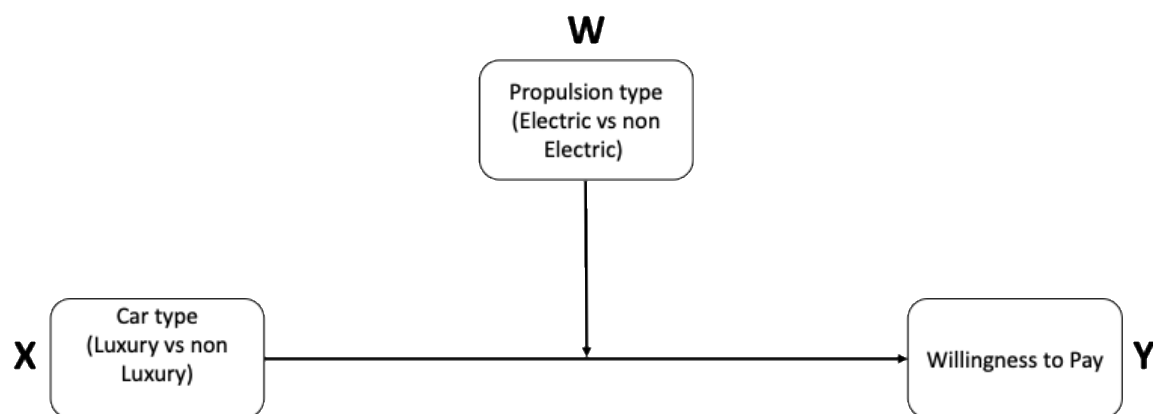 W
Propulsion type
(Electric vs non
Electric)
X
Car type
(Luxury vs non
Luxury)
Willingness to Pay
Y